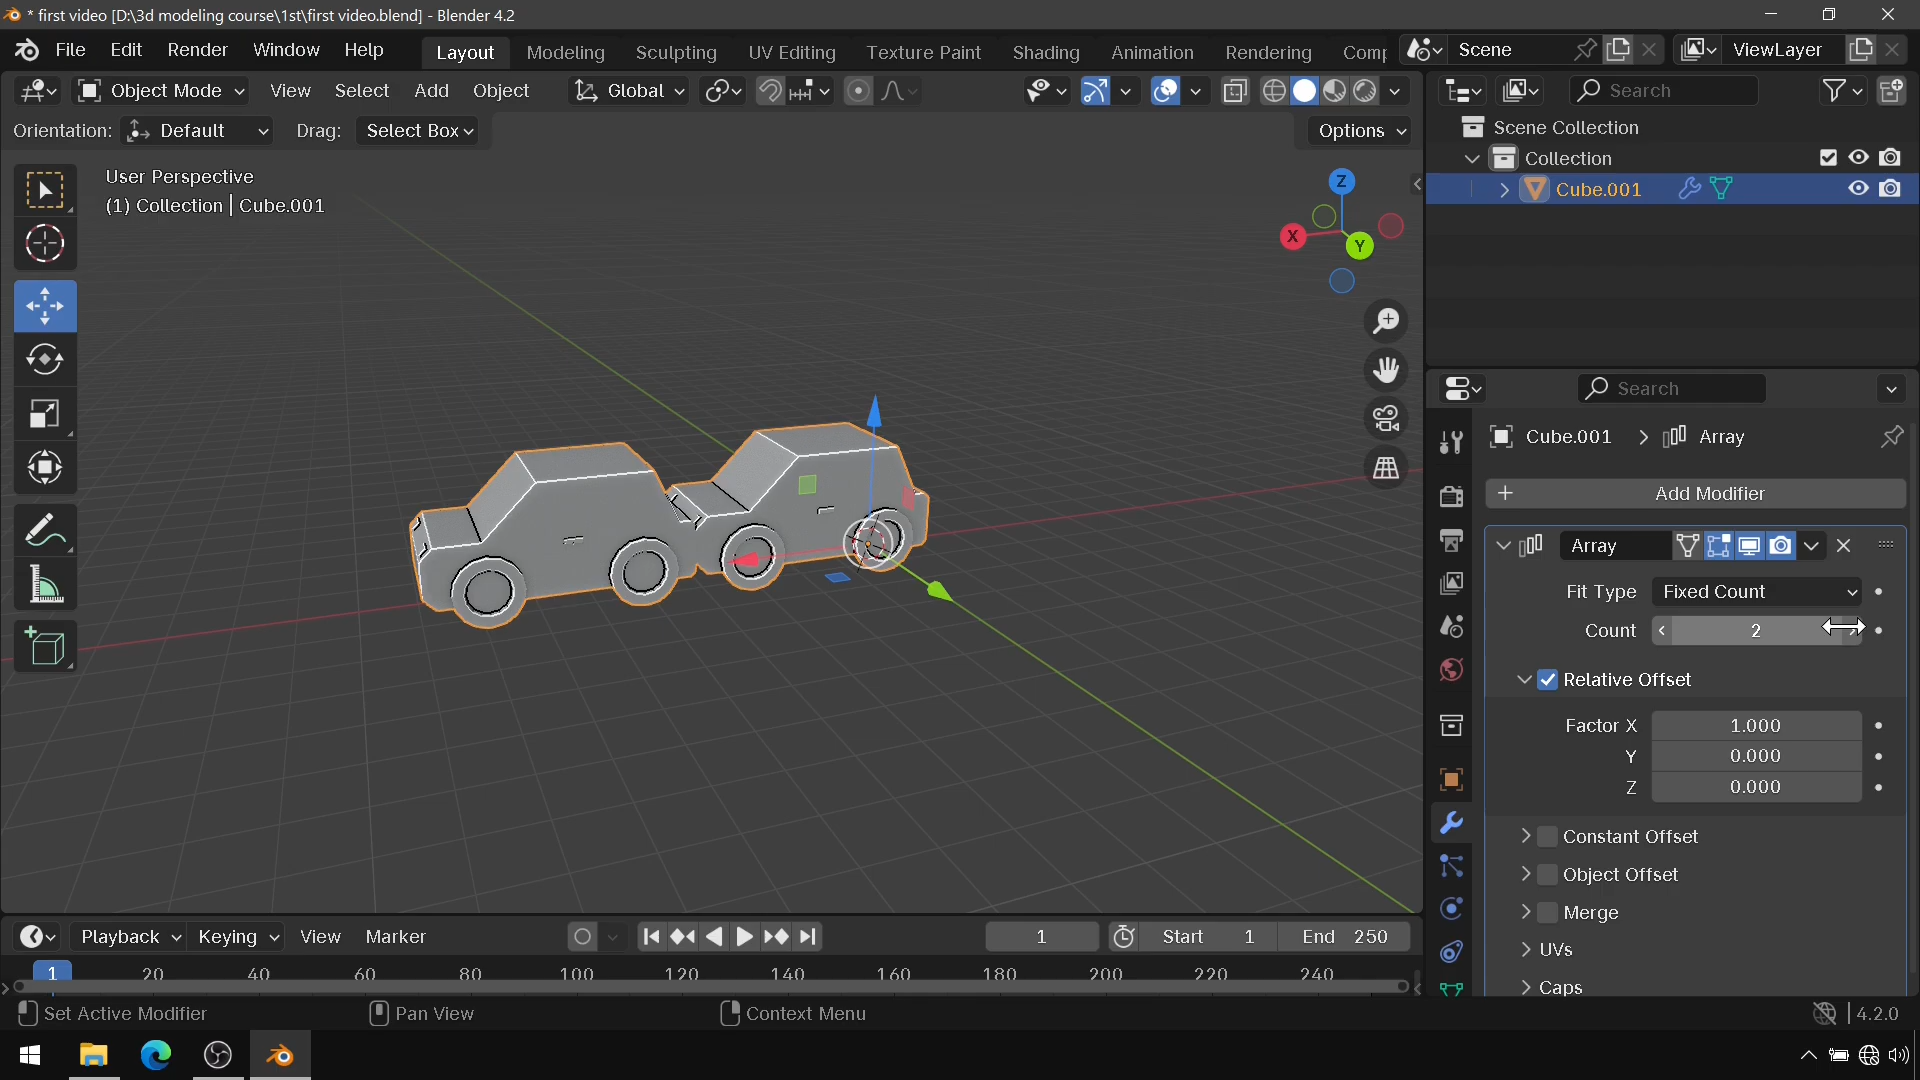 * first video [D:\3d modeling course\1st\first video.blend] - Blender 4.2
File Edit Render Window Help Layout Modeling Sculpting UV Editing Texture Paint Shading Animation Rendering Comp Scene ViewLayer
Object Mode View Select Add Object Global Search
Orientation: Default Drag: Select Box Options
Scene Collection
Collection
Cube.001
User Perspective
(1) Collection | Cube.001
Z
X
Y
Search
Cube.001 > Array
+ Add Modifier
Array
Fit Type Fixed Count
Count 2
Relative Offset
Factor X 1.000
Y 0.000
Z 0.000
Constant Offset
Object Offset
Merge
UVs
Caps
Playback Keying View Marker 1 Start 1 End 250
1 20 40 60 80 100 120 140 160 180 200 220 240
Set Active Modifier Pan View Context Menu 4.2.0